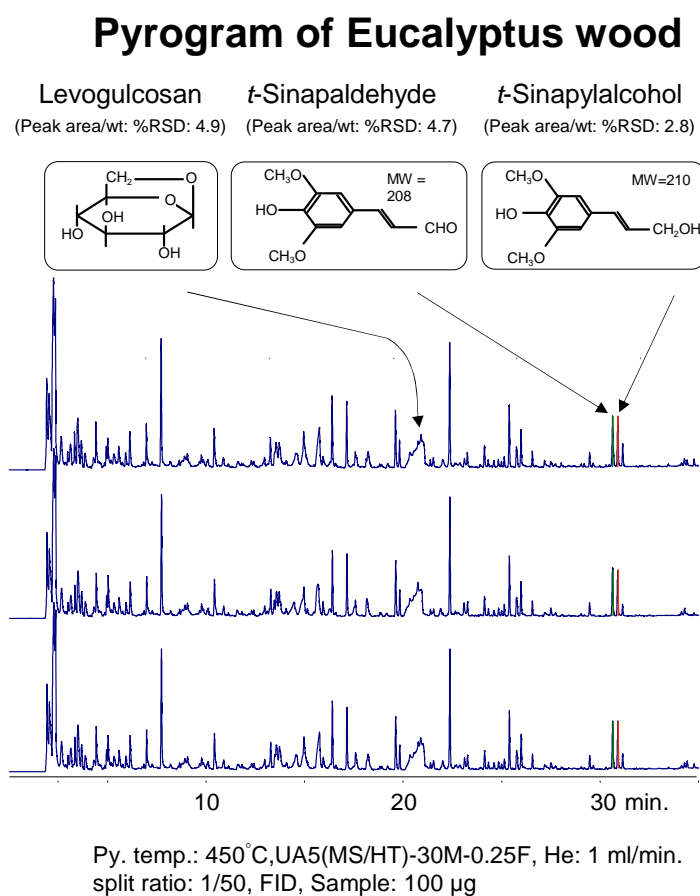 Pyrogram of Eucalyptus wood
Levogulcosan t-Sinapaldehyde t-Sinapylalcohol
(Peak area/wt: %RSD: 4.9) (Peak area/wt: %RSD: 4.7) (Peak area/wt: %RSD: 2.8)
CH₂ O
O
OH
HO
OH
CH₃O
MW =
208
HO
CHO
CH₃O
CH₃O
MW=210
HO
CH₂OH
CH₃O
10 20 30 min.
Py. temp.: 450°C,UA5(MS/HT)-30M-0.25F, He: 1 ml/min.
split ratio: 1/50, FID, Sample: 100 µg